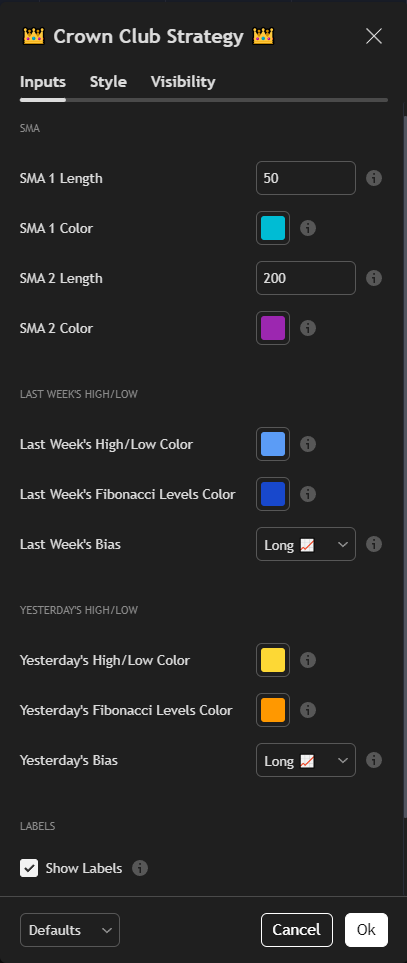 👑 Crown Club Strategy 👑
Inputs Style Visibility
SMA
SMA 1 Length 50
SMA 1 Color
SMA 2 Length 200
SMA 2 Color
LAST WEEK'S HIGH/LOW
Last Week's High/Low Color
Last Week's Fibonacci Levels Color
Last Week's Bias Long 📈
YESTERDAY'S HIGH/LOW
Yesterday's High/Low Color
Yesterday's Fibonacci Levels Color
Yesterday's Bias Long 📈
LABELS
Show Labels
Defaults Cancel Ok